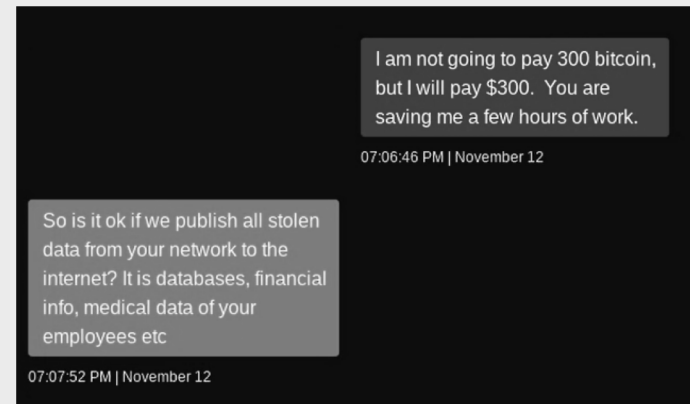 I am not going to pay 300 bitcoin,
but I will pay $300.  You are
saving me a few hours of work.
07:06:46 PM | November 12
So is it ok if we publish all stolen
data from your network to the
internet? It is databases, financial
info, medical data of your
employees etc
07:07:52 PM | November 12